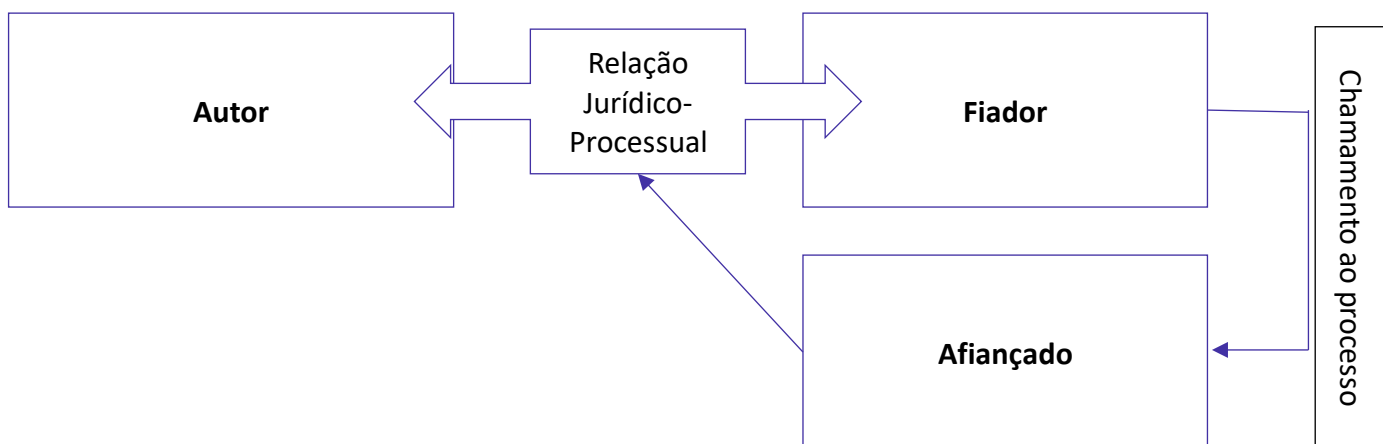 Autor
Relação
Jurídico-
Processual
Fiador
Chamamento ao processo
Afiançado